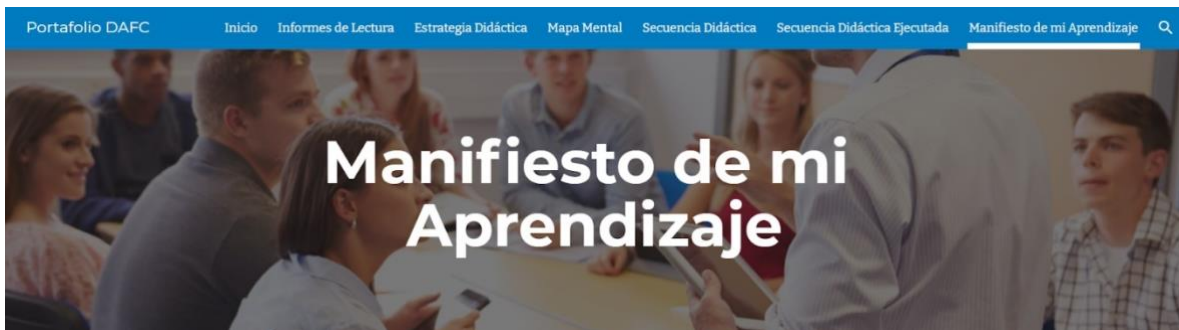 Portafolio DAFC Inicio Informes de Lectura Estrategia Didáctica Mapa Mental Secuencia Didáctica Secuencia Didáctica Ejecutada Manifiesto de mi Aprendizaje
Manifiesto de mi
Aprendizaje